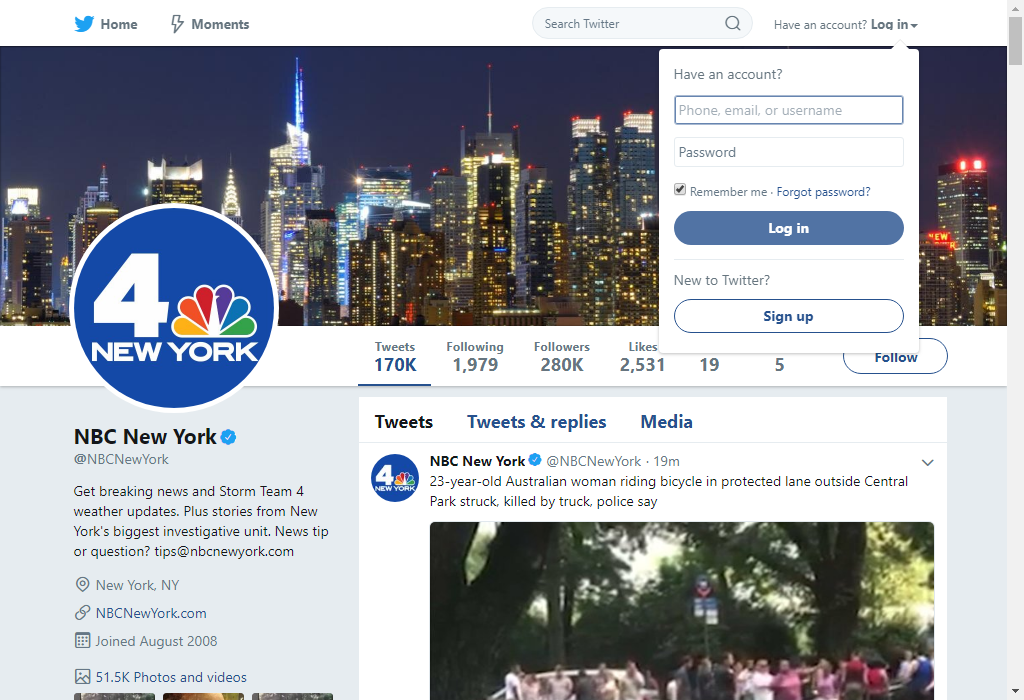 Home
Moments
Search Twitter
Have an account? Log in
Have an account?
Phone, email, or username
Password
Remember me · Forgot password?
Log in
New to Twitter?
Sign up
NEW
4
NEW YORK
Tweets
170K
Following
1,979
Followers
280K
Likes
2,531
19
5
Follow
NBC New York
@NBCNewYork
Get breaking news and Storm Team 4
weather updates. Plus stories from New
York's biggest investigative unit. News tip
or question? tips@nbcnewyork.com
New York, NY
NBCNewYork.com
Joined August 2008
51.5K Photos and videos
Tweets
Tweets & replies
Media
4
NEW YORK
NBC New York @NBCNewYork · 19m
23-year-old Australian woman riding bicycle in protected lane outside Central
Park struck, killed by truck, police say